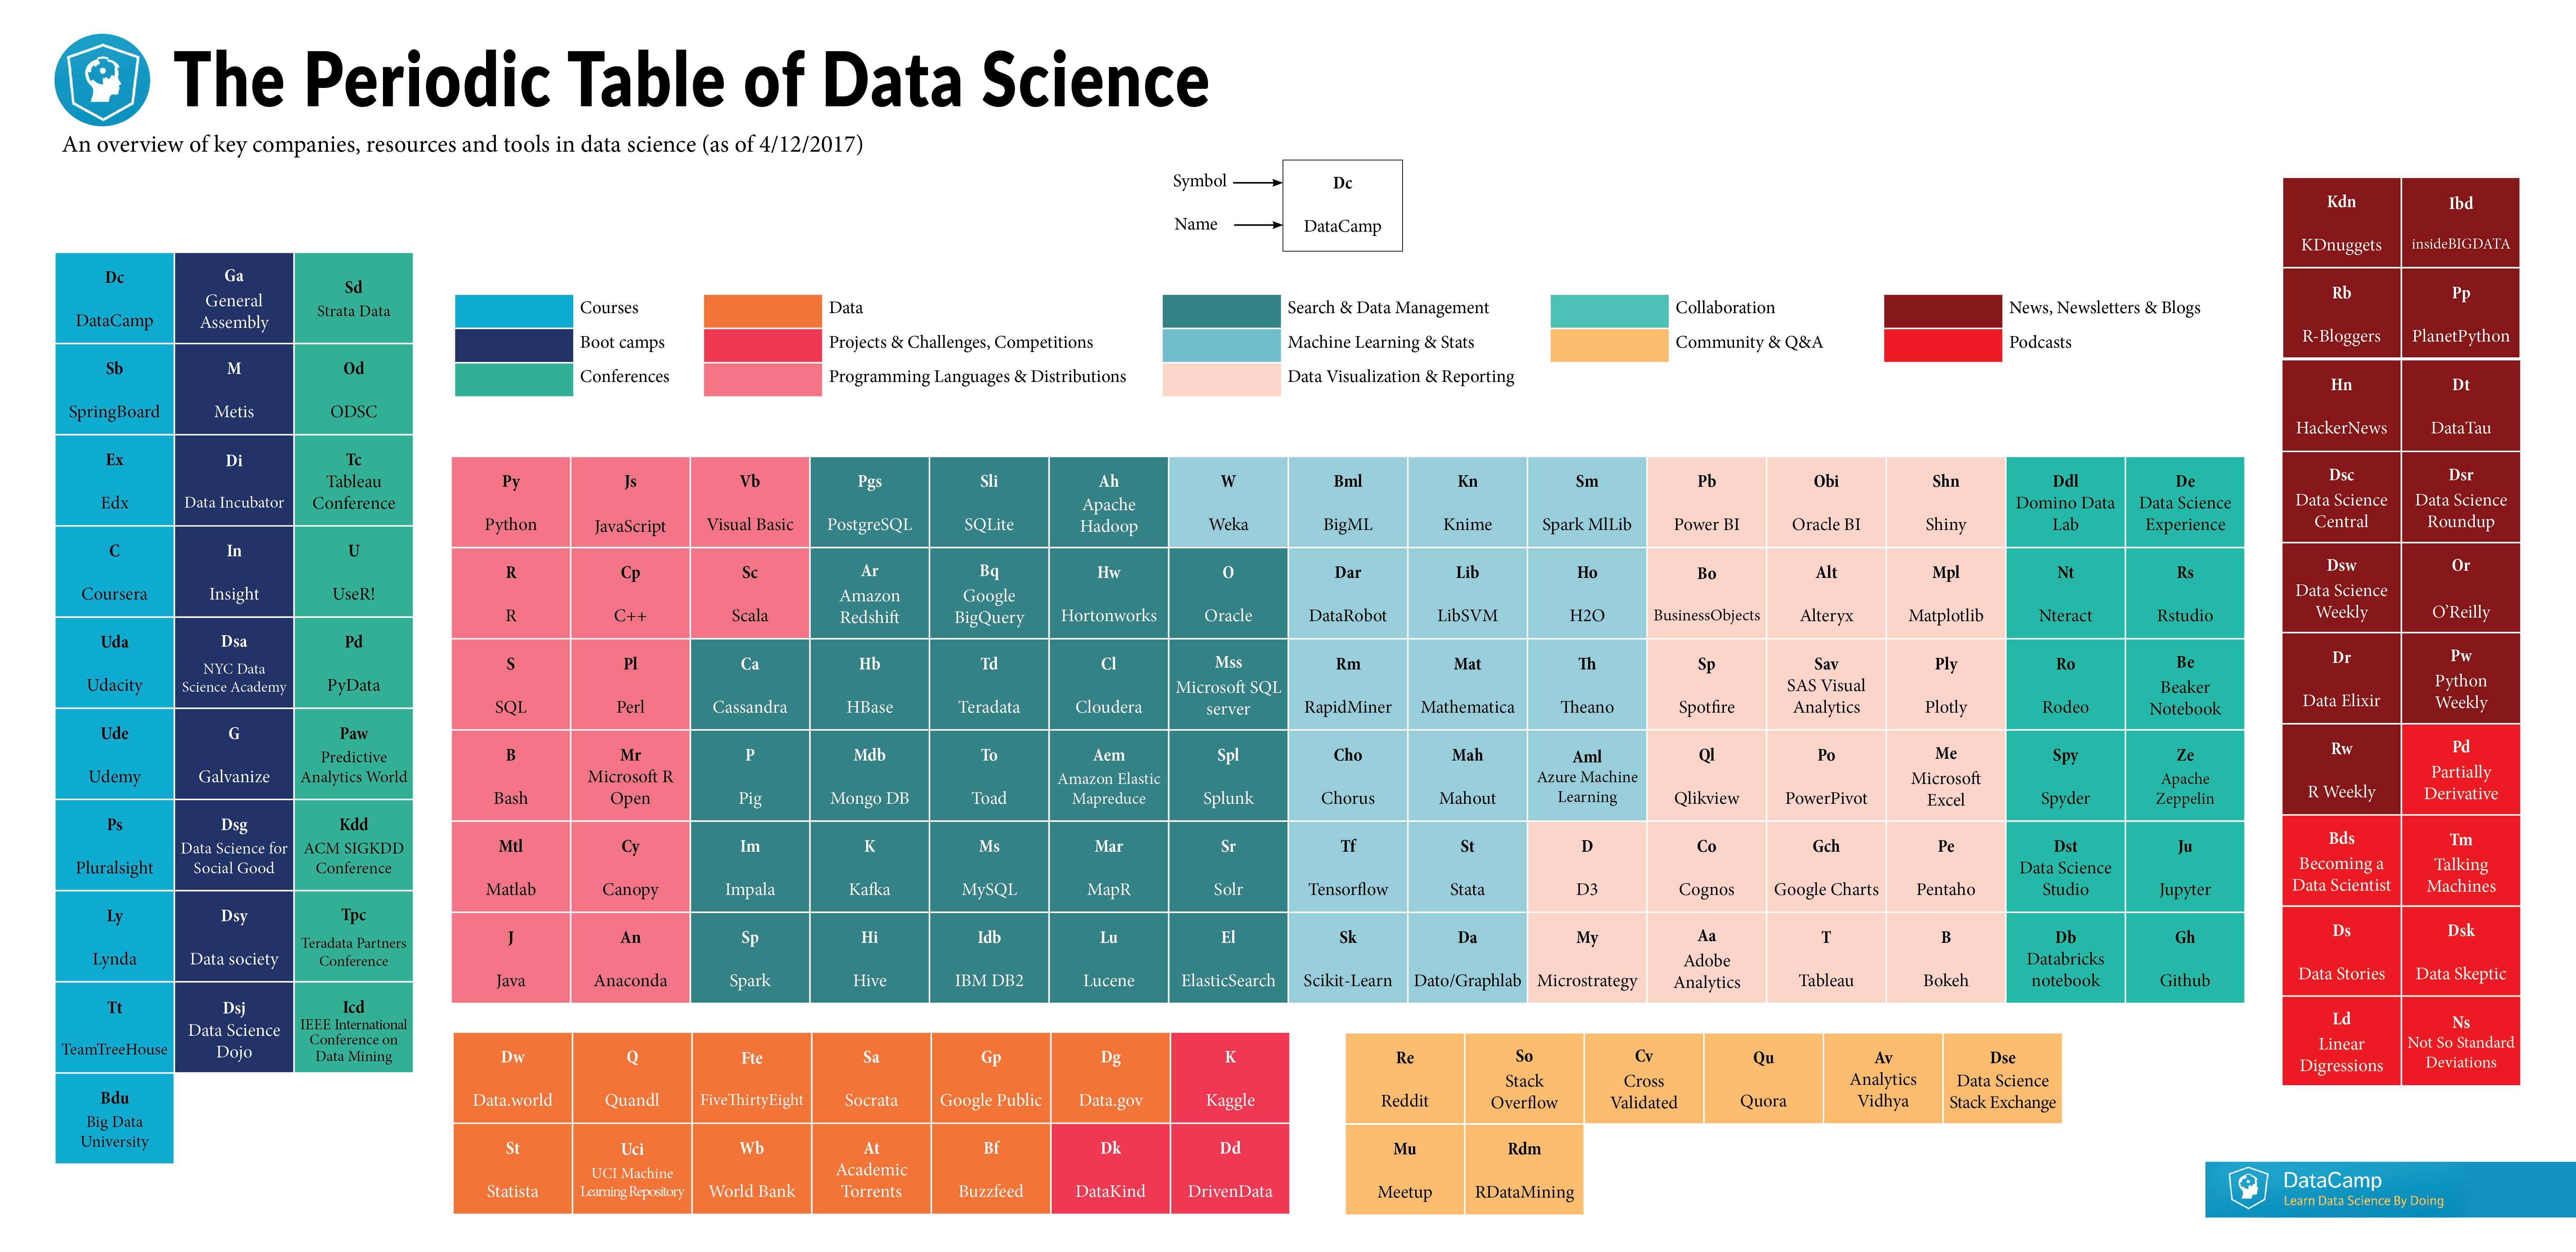 The Periodic Table of Data Science
An overview of key companies, resources and tools in data science (as of 4/12/2017)
Symbol
Dc
Name
DataCamp
Courses
Boot camps
Conferences
Data
Projects & Challenges, Competitions
Programming Languages & Distributions
Search & Data Management
Machine Learning & Stats
Data Visualization & Reporting
Collaboration
Community & Q&A
News, Newsletters & Blogs
Podcasts
Dc
DataCamp
Ga
General
Assembly
Sd
Strata Data
Sb
SpringBoard
M
Metis
Od
ODSC
Ex
Edx
Di
Data Incubator
Tc
Tableau
Conference
C
Coursera
In
Insight
U
UseR!
Uda
Udacity
Dsa
NYC Data
Science Academy
Pd
PyData
Ude
Udemy
G
Galvanize
Paw
Predictive
Analytics World
Ps
Pluralsight
Dsg
Data Science for
Social Good
Kdd
ACM SIGKDD
Conference
Ly
Lynda
Dsy
Data society
Tpc
Teradata Partners
Conference
Tt
TeamTreeHouse
Dsj
Data Science
Dojo
Icd
IEEE International
Conference on
Data Mining
Bdu
Big Data
University
Py
Python
Js
JavaScript
Vb
Visual Basic
Pgs
PostgreSQL
Sli
SQLite
Ah
Apache
Hadoop
W
Weka
Bml
BigML
Kn
Knime
Sm
Spark MlLib
Pb
Power BI
Obi
Oracle BI
Shn
Shiny
Ddl
Domino Data
Lab
De
Data Science
Experience
R
R
Cp
C++
Sc
Scala
Ar
Amazon
Redshift
Bq
Google
BigQuery
Hw
Hortonworks
O
Oracle
Dar
DataRobot
Lib
LibSVM
Ho
H2O
Bo
BusinessObjects
Alt
Alteryx
Mpl
Matplotlib
Nt
Nteract
Rs
Rstudio
S
SQL
Pl
Perl
Ca
Cassandra
Hb
HBase
Td
Teradata
Cl
Cloudera
Mss
Microsoft SQL
server
Rm
RapidMiner
Mat
Mathematica
Th
Theano
Sp
Spotfire
Sav
SAS Visual
Analytics
Ply
Plotly
Ro
Rodeo
Be
Beaker
Notebook
B
Bash
Mr
Microsoft R
Open
P
Pig
Mdb
Mongo DB
To
Toad
Aem
Amazon Elastic
Mapreduce
Spl
Splunk
Cho
Chorus
Mah
Mahout
Aml
Azure Machine
Learning
Ql
Qlikview
Po
PowerPivot
Me
Microsoft
Excel
Spy
Spyder
Ze
Apache
Zeppelin
Mtl
Matlab
Cy
Canopy
Im
Impala
K
Kafka
Ms
MySQL
Mar
MapR
Sr
Solr
Tf
Tensorflow
St
Stata
D
D3
Co
Cognos
Gch
Google Charts
Pe
Pentaho
Dst
Data Science
Studio
Ju
Jupyter
J
Java
An
Anaconda
Sp
Spark
Hi
Hive
Idb
IBM DB2
Lu
Lucene
El
ElasticSearch
Sk
Scikit-Learn
Da
Dato/Graphlab
My
Microstrategy
Aa
Adobe
Analytics
T
Tableau
B
Bokeh
Db
Databricks
notebook
Gh
Github
Dw
Data.world
Q
Quandl
Fte
FiveThirtyEight
Sa
Socrata
Gp
Google Public
Dg
Data.gov
K
Kaggle
St
Statista
Uci
UCI Machine
Learning Repository
Wb
World Bank
At
Academic
Torrents
Bf
Buzzfeed
Dk
DataKind
Dd
DrivenData
Re
Reddit
So
Stack
Overflow
Cv
Cross
Validated
Qu
Quora
Av
Analytics
Vidhya
Dse
Data Science
Stack Exchange
Mu
Meetup
Rdm
RDataMining
Kdn
KDnuggets
Ibd
insideBIGDATA
Rb
R-Bloggers
Pp
PlanetPython
Hn
HackerNews
Dt
DataTau
Dsc
Data Science
Central
Dsr
Data Science
Roundup
Dsw
Data Science
Weekly
Or
O’Reilly
Dr
Data Elixir
Pw
Python
Weekly
Rw
R Weekly
Pd
Partially
Derivative
Bds
Becoming a
Data Scientist
Tm
Talking
Machines
Ds
Data Stories
Dsk
Data Skeptic
Ld
Linear
Digressions
Ns
Not So Standard
Deviations
DataCamp
Learn Data Science By Doing